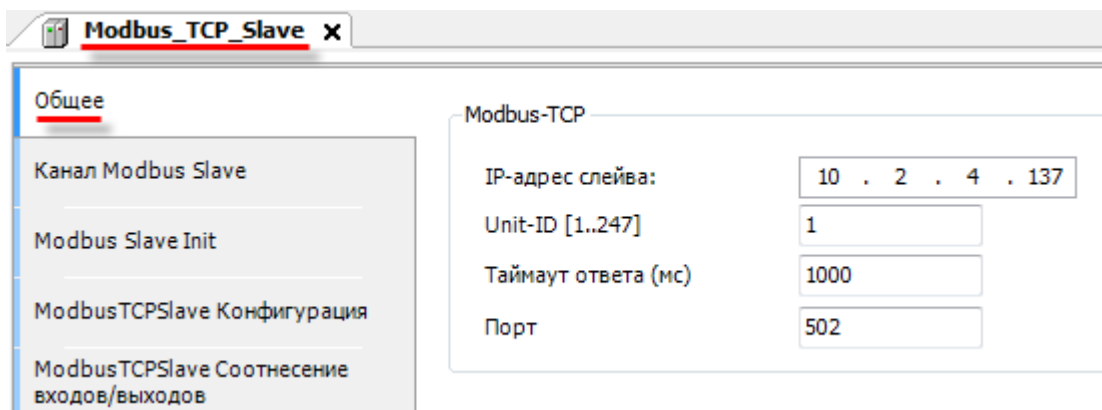 Modbus_TCP_Slave x
Общее
Канал Modbus Slave
Modbus Slave Init
ModbusTCPSlave Конфигурация
ModbusTCPSlave Соотнесение
входов/выходов
Modbus-TCP
IP-адрес слейва: 10 . 2 . 4 . 137
Unit-ID [1..247] 1
Таймаут ответа (мс) 1000
Порт 502